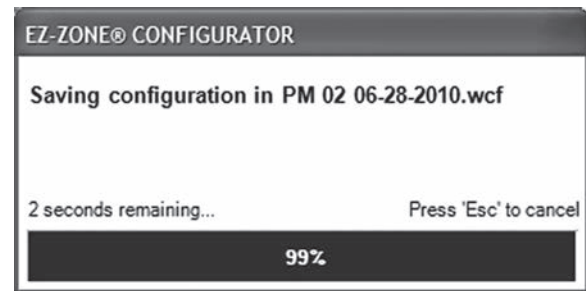 EZ-ZONE® CONFIGURATOR
Saving configuration in PM 02 06-28-2010.wcf
2 seconds remaining... Press 'Esc' to cancel
99%